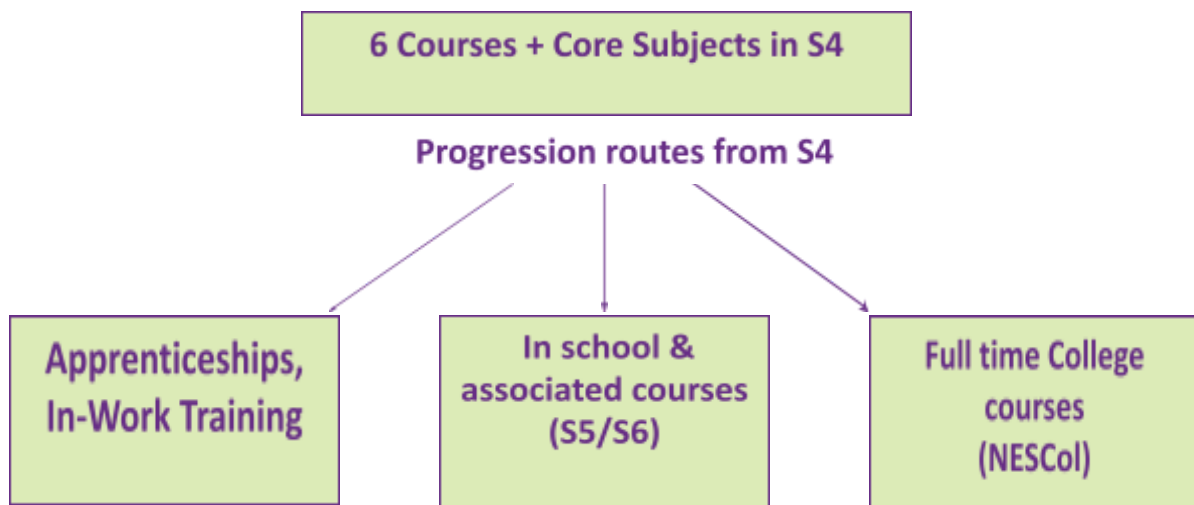 6 Courses + Core Subjects in S4
Progression routes from S4
Apprenticeships,
In-Work Training
In school &
associated courses
(S5/S6)
Full time College
courses
(NESCol)